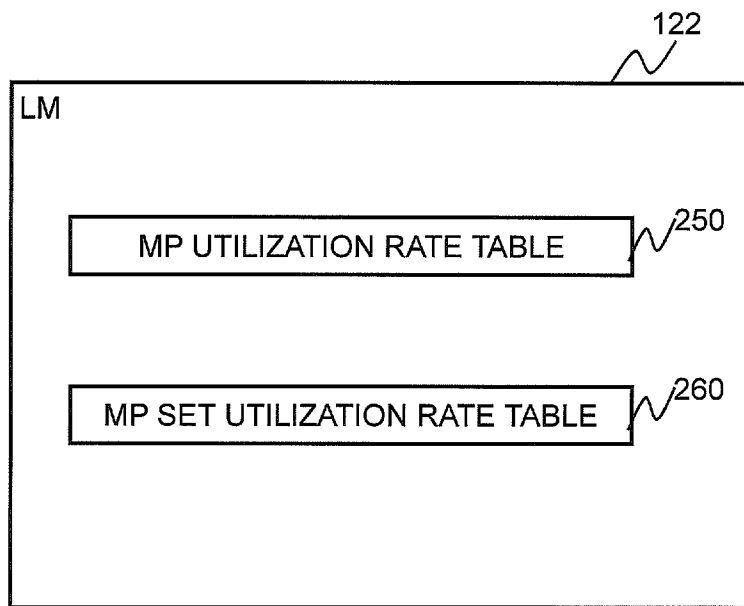 122
LM
MP UTILIZATION RATE TABLE
250
MP SET UTILIZATION RATE TABLE
260